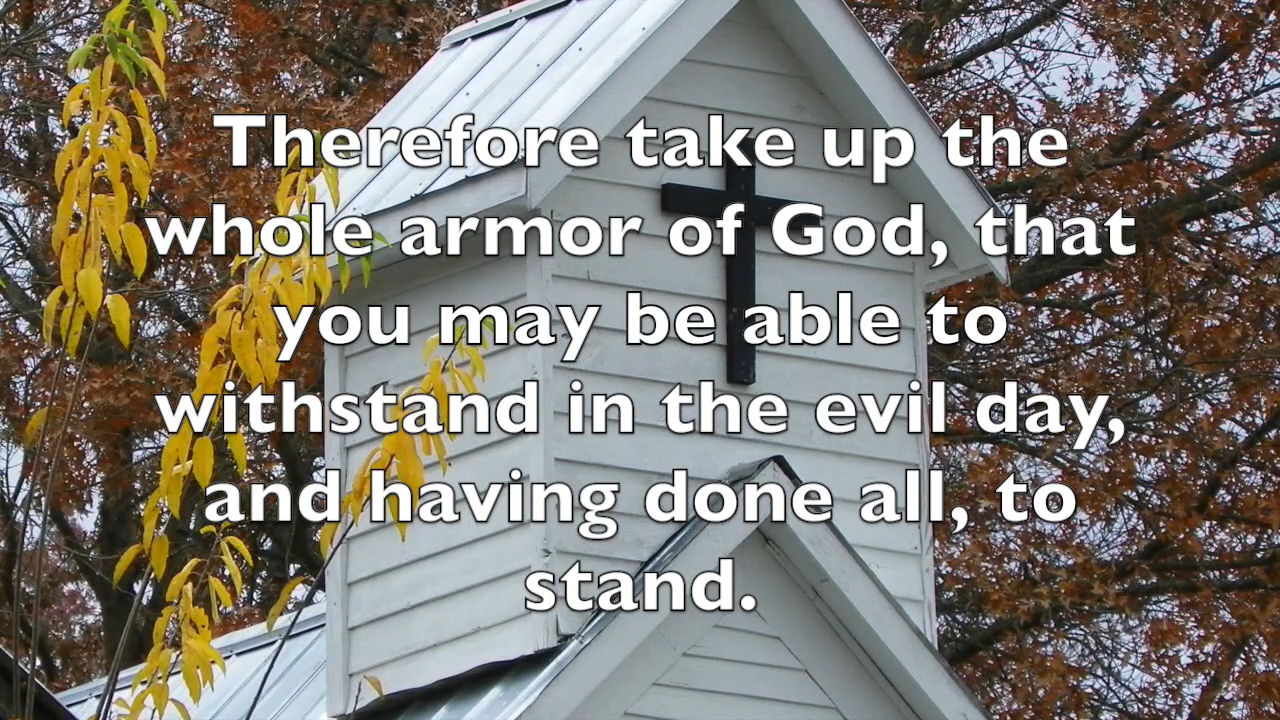 Therefore take up the
whole armor of God, that
you may be able to
withstand in the evil day,
and having done all, to
stand.